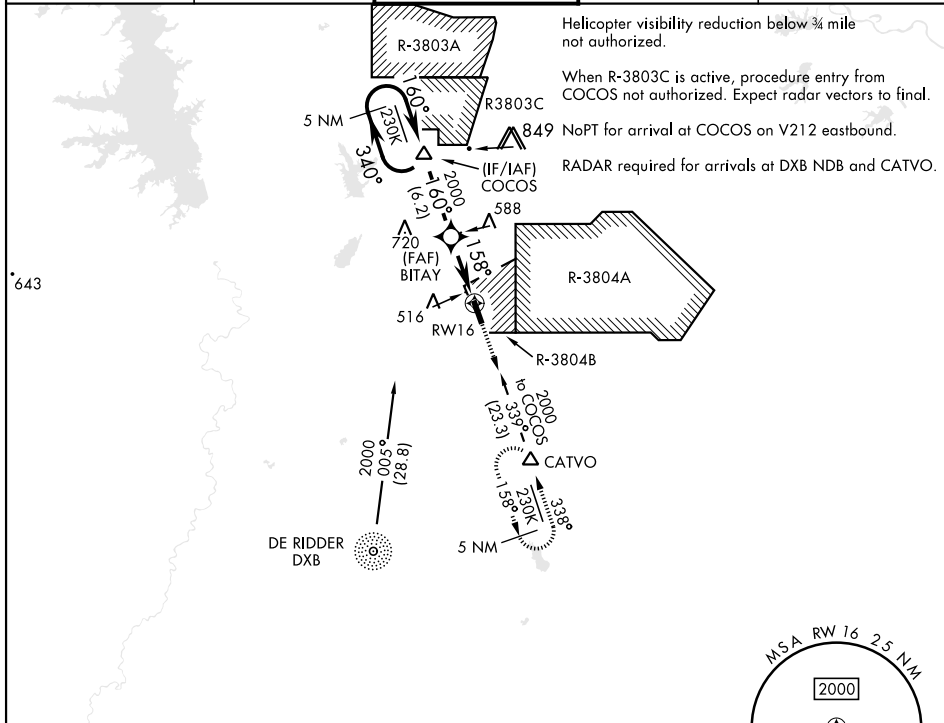 Helicopter visibility reduction below ¾ mile
not authorized.
When R-3803C is active, procedure entry from
COCOS not authorized. Expect radar vectors to final.
NoPT for arrival at COCOS on V212 eastbound.
RADAR required for arrivals at DXB NDB and CATVO.
R-3803A
R3803C
160°
230K
5 NM
340°
849
(IF/IAF)
COCOS
2000
160°
(6.2)
588
720
(FAF)
BITAY
158°
643
516
RW16
R-3804A
R-3804B
2000
to COCOS
339°
(23.3)
CATVO
158°
230K
338°
5 NM
2000
005°
(28.8)
DE RIDDER
DXB
MSA RW 16 25 NM
2000